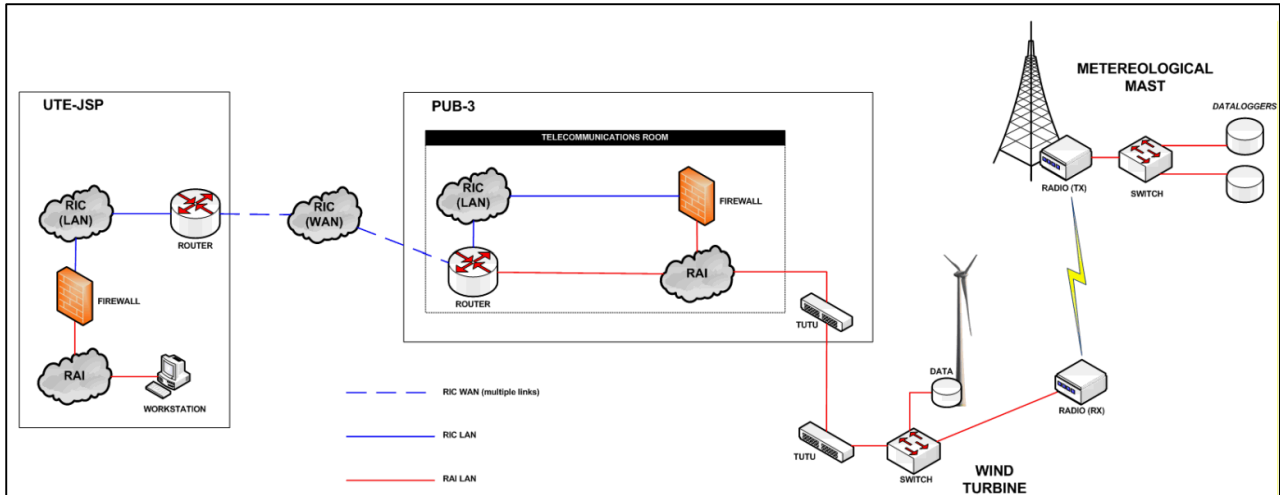 UTE-JSP
RIC
(LAN)
ROUTER
FIREWALL
RAI
WORKSTATION
RIC
(WAN)
PUB-3
TELECOMMUNICATIONS ROOM
RIC
(LAN)
FIREWALL
ROUTER
RAI
TUTU
METEREOLOGICAL
MAST
DATALOGGERS
RADIO (TX)
SWITCH
DATA
RADIO (RX)
TUTU
SWITCH
WIND
TURBINE
RIC WAN (multiple links)
RIC LAN
RAI LAN